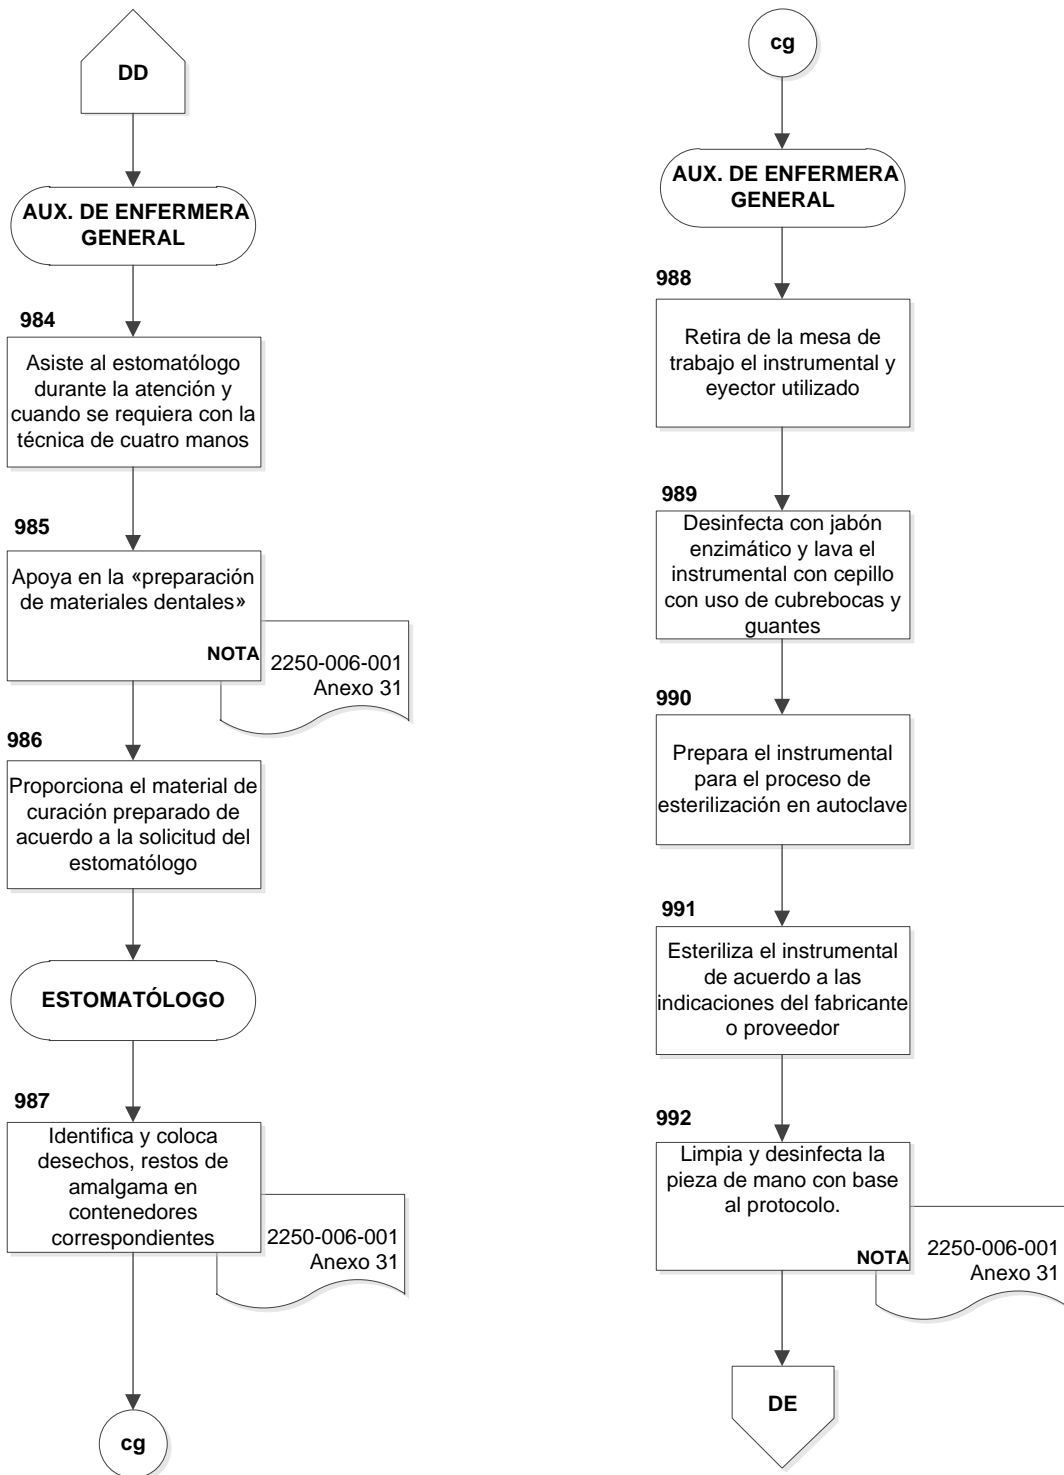 DD
AUX. DE ENFERMERA
GENERAL
984
Asiste al estomatólogo
durante la atención y
cuando se requiera con la
técnica de cuatro manos
985
Apoya en la «preparación
de materiales dentales»
NOTA
2250-006-001
Anexo 31
986
Proporciona el material de
curación preparado de
acuerdo a la solicitud del
estomatólogo
ESTOMATÓLOGO
987
Identifica y coloca
desechos, restos de
amalgama en
contenedores
correspondientes
2250-006-001
Anexo 31
cg
cg
AUX. DE ENFERMERA
GENERAL
988
Retira de la mesa de
trabajo el instrumental y
eyector utilizado
989
Desinfecta con jabón
enzimático y lava el
instrumental con cepillo
con uso de cubrebocas y
guantes
990
Prepara el instrumental
para el proceso de
esterilización en autoclave
991
Esteriliza el instrumental
de acuerdo a las
indicaciones del fabricante
o proveedor
992
Limpia y desinfecta la
pieza de mano con base
al protocolo.
NOTA
2250-006-001
Anexo 31
DE